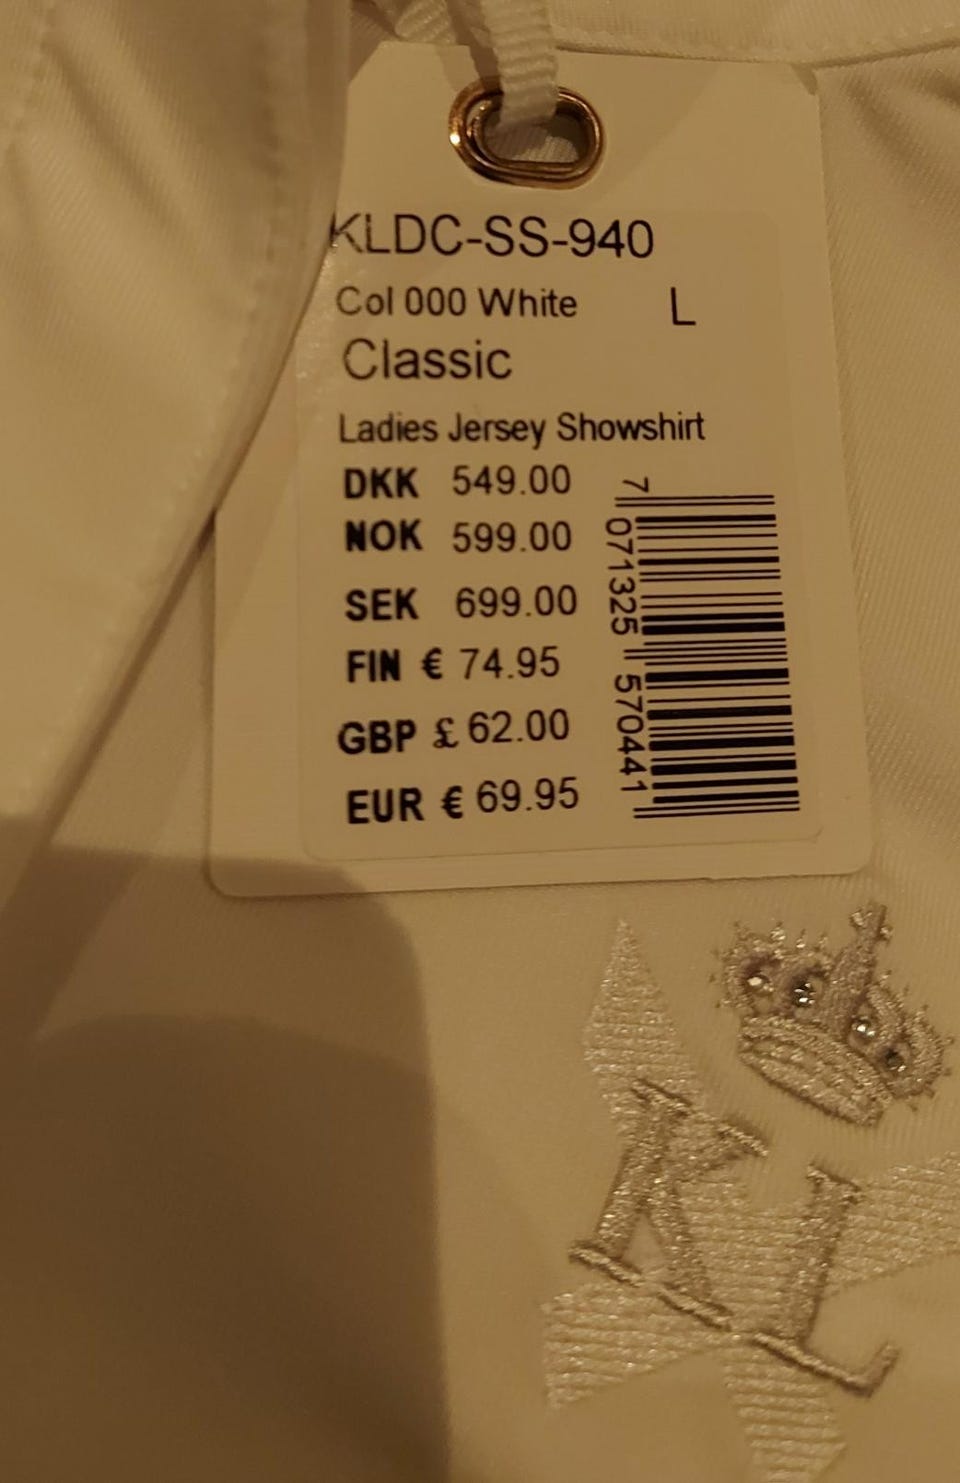 KLDC-SS-940
Col 000 White L
Classic
Ladies Jersey Showshirt
DKK 549.00
NOK 599.00
SEK 699.00
FIN € 74.95
GBP £ 62.00
EUR € 69.95
7 071325 570441
KL